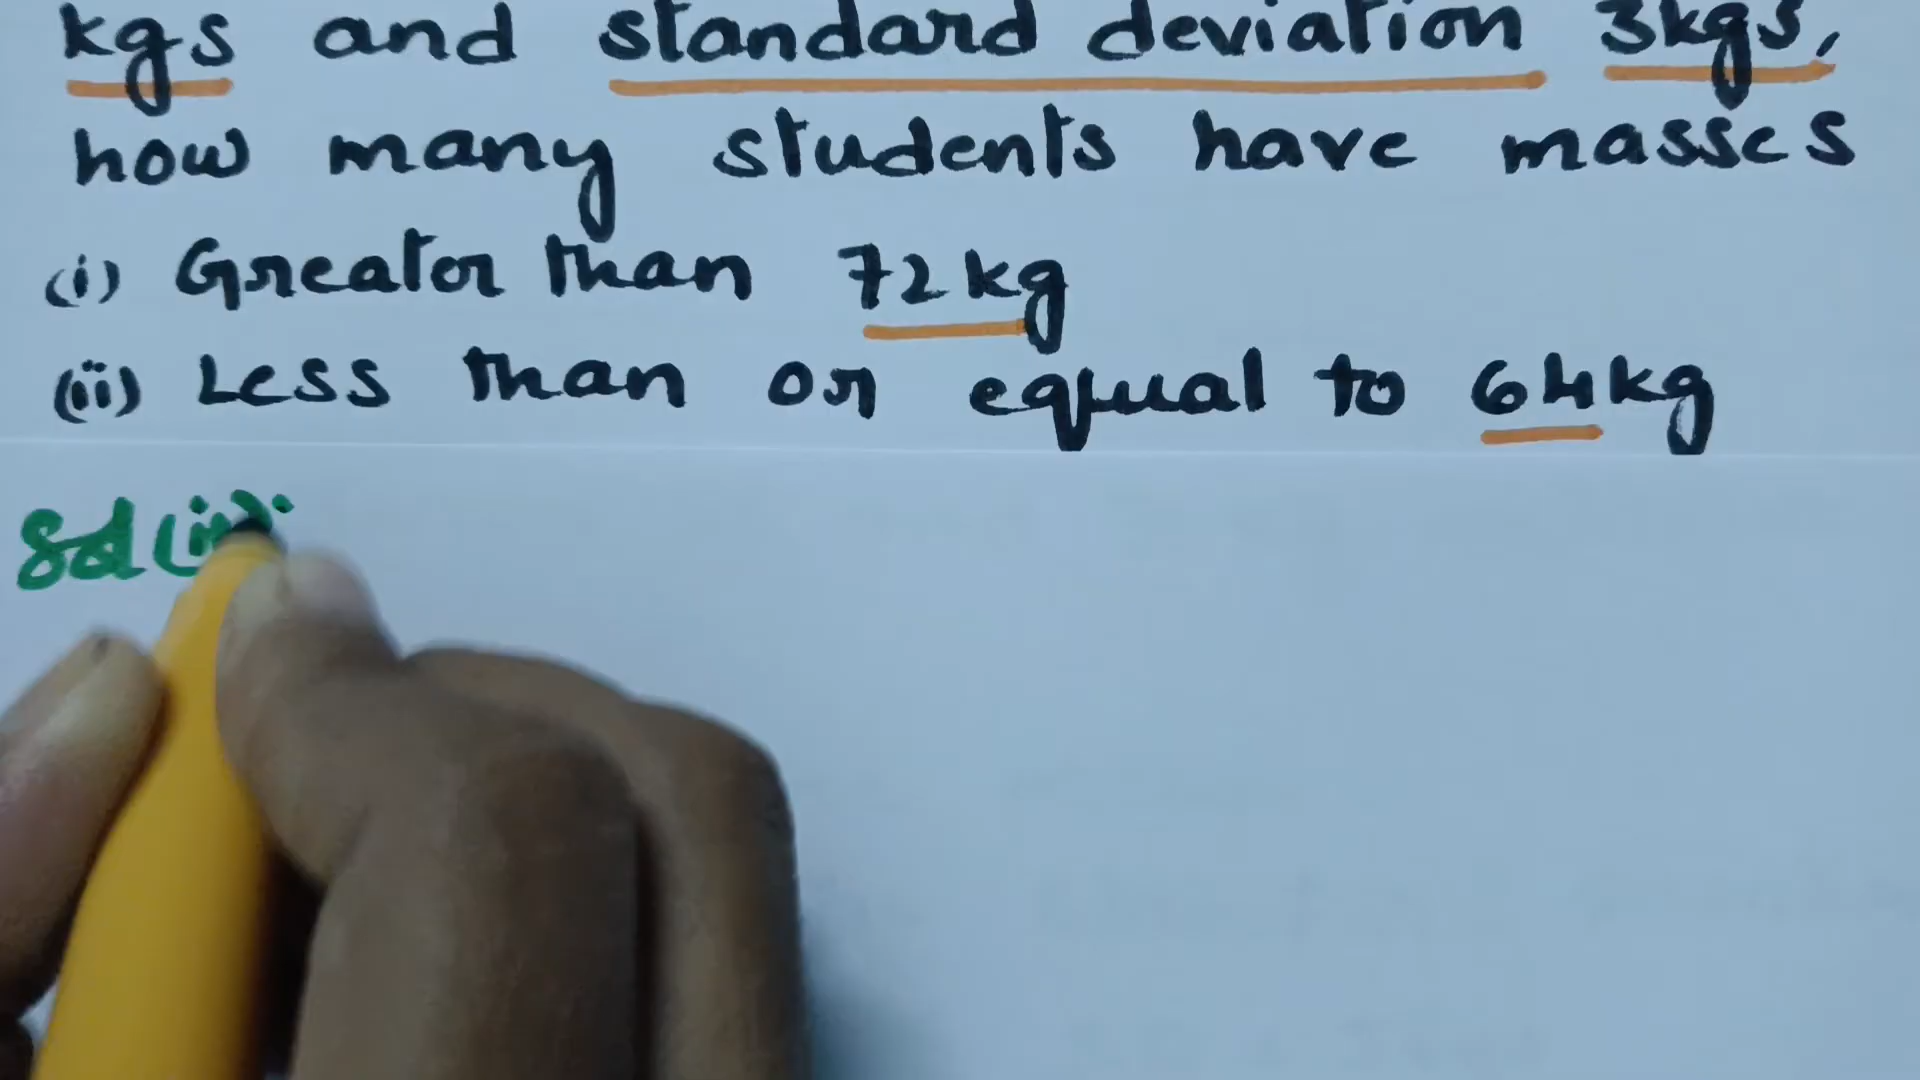 kgs and standard deviation 3kgs,
how many students have masses
(i) Greater than 72kg
(ii) Less than or equal to 64kg
Sol (ii):